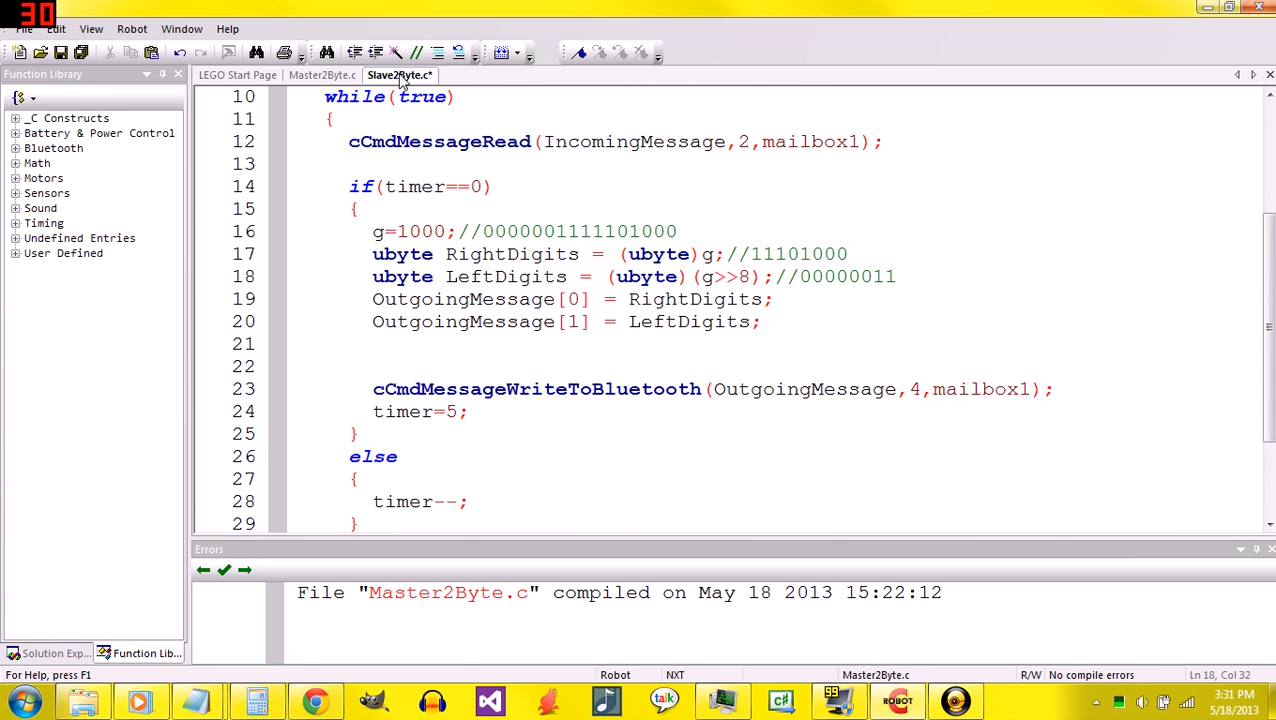 30
File Edit View Robot Window Help
Function Library
LEGO Start Page Master2Byte.c Slave2Byte.c*
_C Constructs
Battery & Power Control
Bluetooth
Math
Motors
Sensors
Sound
Timing
Undefined Entries
User Defined
10 while(true)
11 {
12 cCmdMessageRead(IncomingMessage,2,mailbox1);
13
14 if(timer==0)
15 {
16 g=1000;//0000001111101000
17 ubyte RightDigits = (ubyte)g;//11101000
18 ubyte LeftDigits = (ubyte)(g>>8);//00000011
19 OutgoingMessage[0] = RightDigits;
20 OutgoingMessage[1] = LeftDigits;
21
22
23 cCmdMessageWriteToBluetooth(OutgoingMessage,4,mailbox1);
24 timer=5;
25 }
26 else
27 {
28 timer--;
29 }
Errors
File "Master2Byte.c" compiled on May 18 2013 15:22:12
Solution Exp... Function Lib...
For Help, press F1 Robot NXT Master2Byte.c R/W No compile errors Ln 18, Col 32
talk C# 99 ROBOT 3:31 PM
5/18/2013